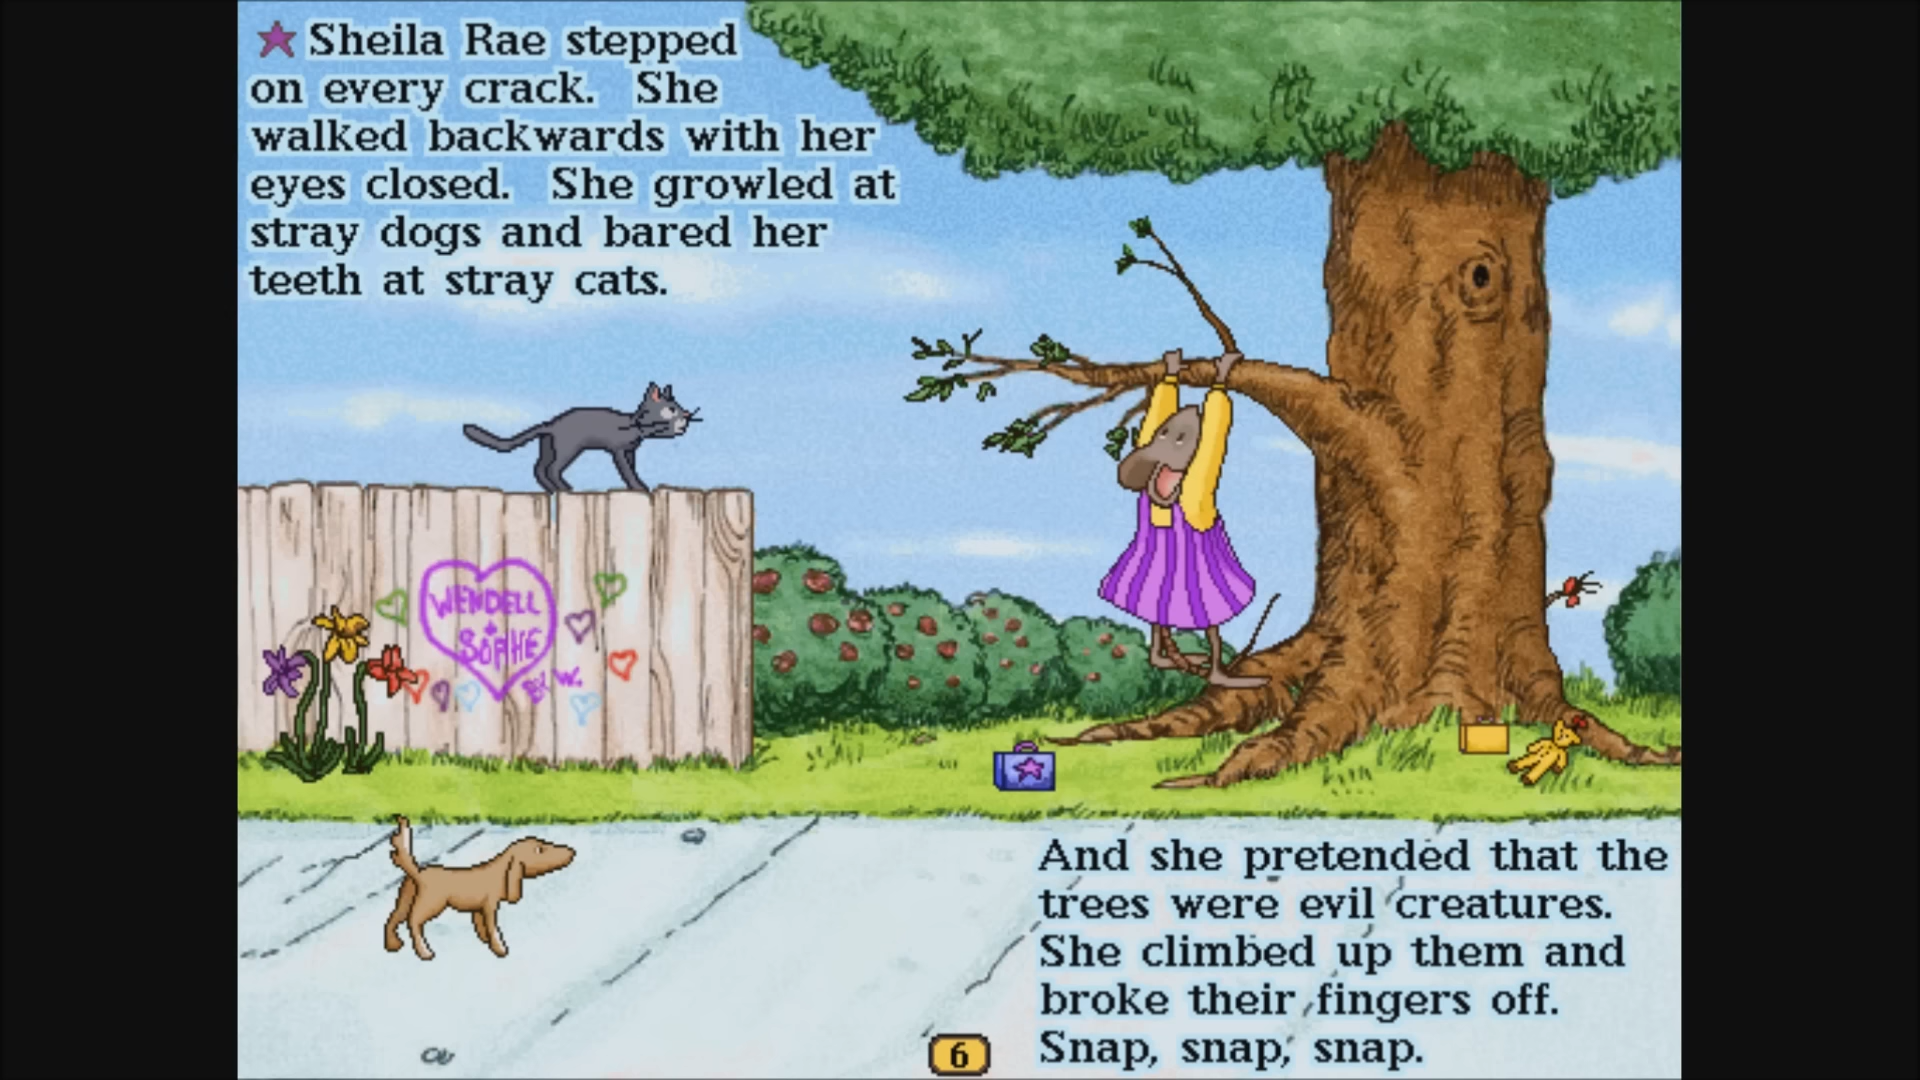 Sheila Rae stepped
on every crack. She
walked backwards with her
eyes closed. She growled at
stray dogs and bared her
teeth at stray cats.
WENDELL
+
SOPHIE
BY W.
And she pretended that the
trees were evil creatures.
She climbed up them and
broke their fingers off.
Snap, snap, snap.
6